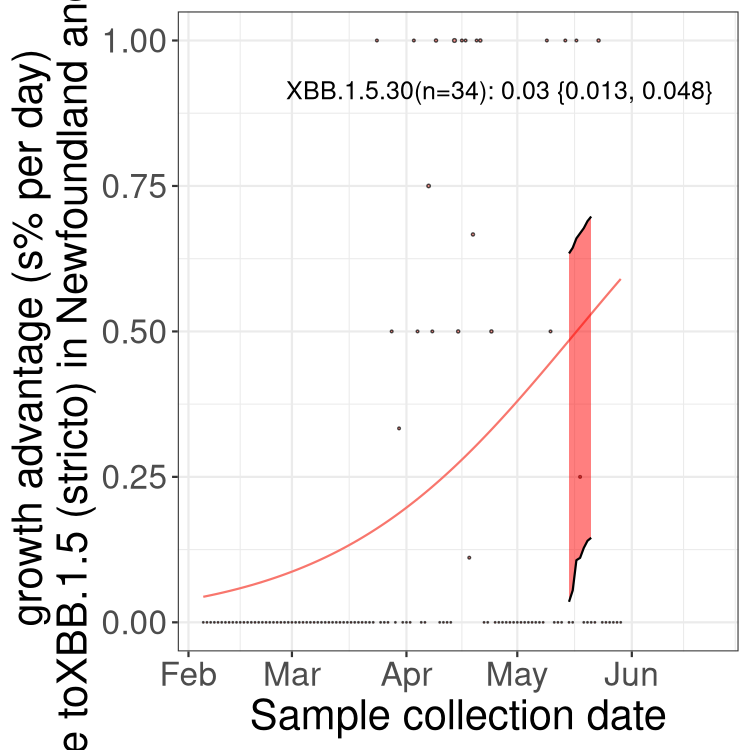 growth advantage (s% per day)
toXBB.1.5 (stricto) in Newfoundland
1.00
0.75
0.50
0.25
0.00
XBB.1.5.30(n=34): 0.03 {0.013, 0.048}
Feb Mar Apr May Jun
Sample collection date